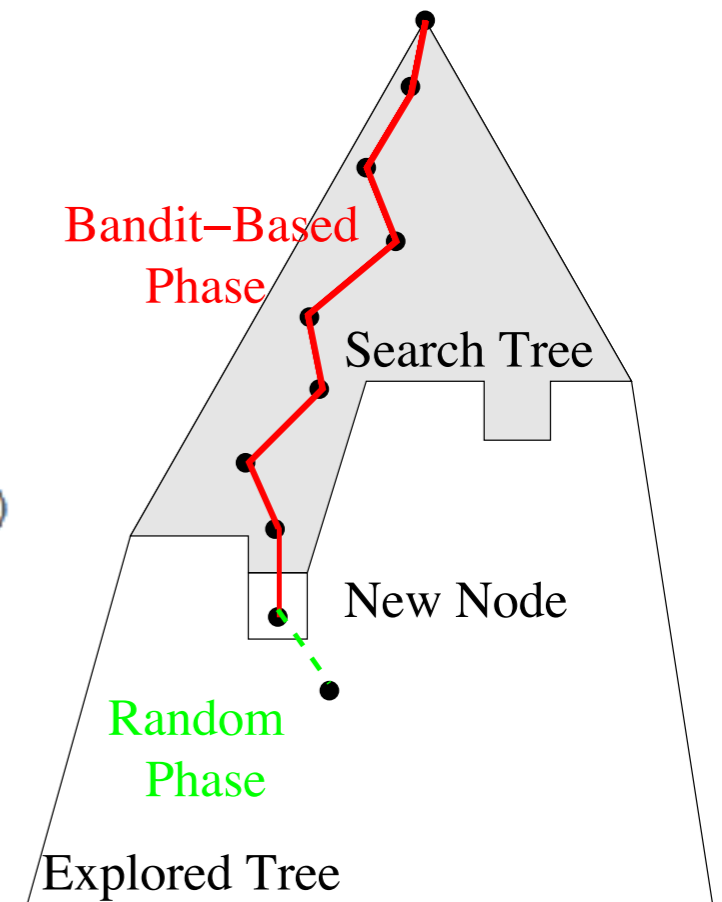 Bandit–Based
Phase
Search Tree
New Node
Random
Phase
Explored Tree